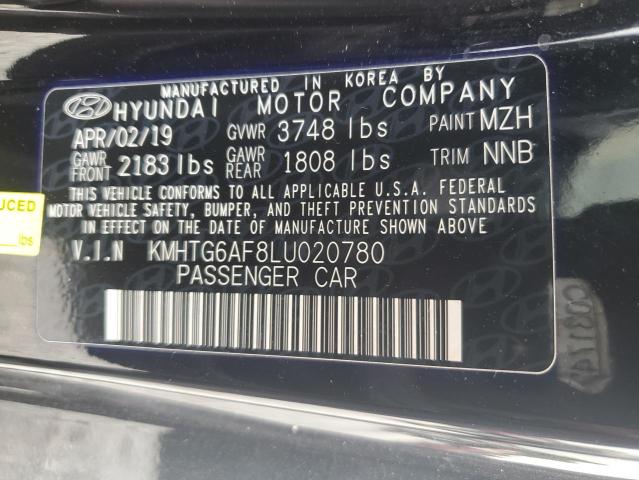 MANUFACTURED IN KOREA BY
HYUNDAI MOTOR COMPANY
APR/02/19 GVWR 3748 lbs PAINT MZH
GAWR FRONT 2183 lbs GAWR REAR 1808 lbs TRIM NNB
THIS VEHICLE CONFORMS TO ALL APPLICABLE U.S.A. FEDERAL
MOTOR VEHICLE SAFETY, BUMPER, AND THEFT PREVENTION STANDARDS IN
EFFECT ON THE DATE OF MANUFACTURE SHOWN ABOVE
V.I.N KMHTG6AF8LU020780
PASSENGER CAR
UCED
lbs